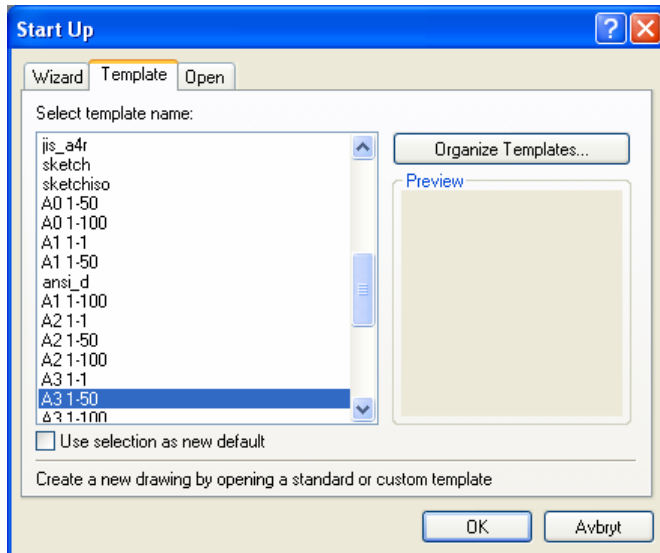 Start Up
Wizard Template Open
Select template name:
jis_a4r
sketch
sketchiso
A0 1-50
A0 1-100
A1 1-1
A1 1-50
ansi_d
A1 1-100
A2 1-1
A2 1-50
A2 1-100
A3 1-1
A3 1-50
A3 1-100
Organize Templates...
Preview
Use selection as new default
Create a new drawing by opening a standard or custom template
OK Avbryt